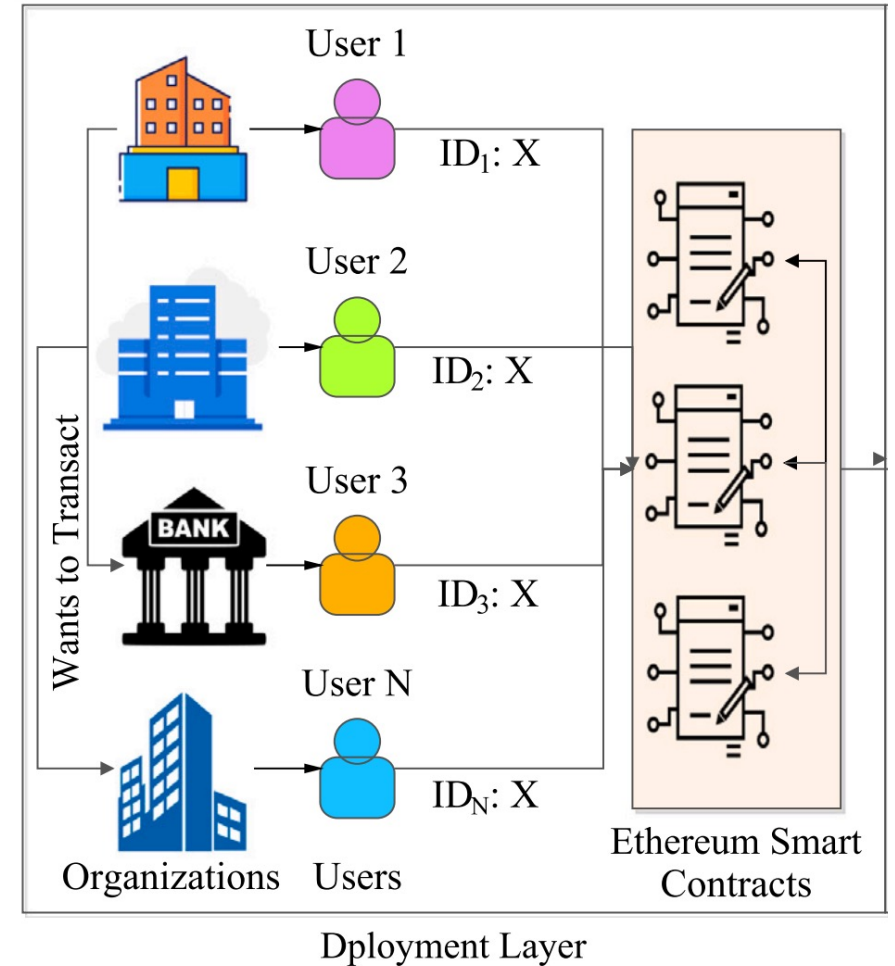 User 1
ID₁: X
User 2
ID₂: X
Wants to Transact
User 3
BANK
ID₃: X
User N
ID_N: X
Organizations
Users
Ethereum Smart
Contracts
Dployment Layer